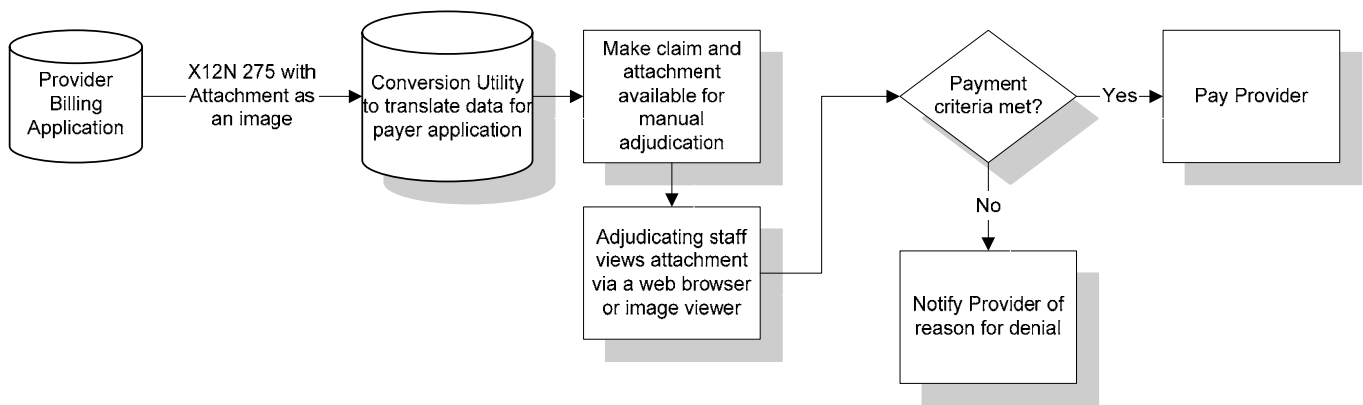 Provider
Billing
Application
X12N 275 with
Attachment as
an image
Conversion Utility
to translate data for
payer application
Make claim and
attachment
available for
manual
adjudication
Adjudicating staff
views attachment
via a web browser
or image viewer
Payment
criteria met?
Yes
Pay Provider
No
Notify Provider of
reason for denial